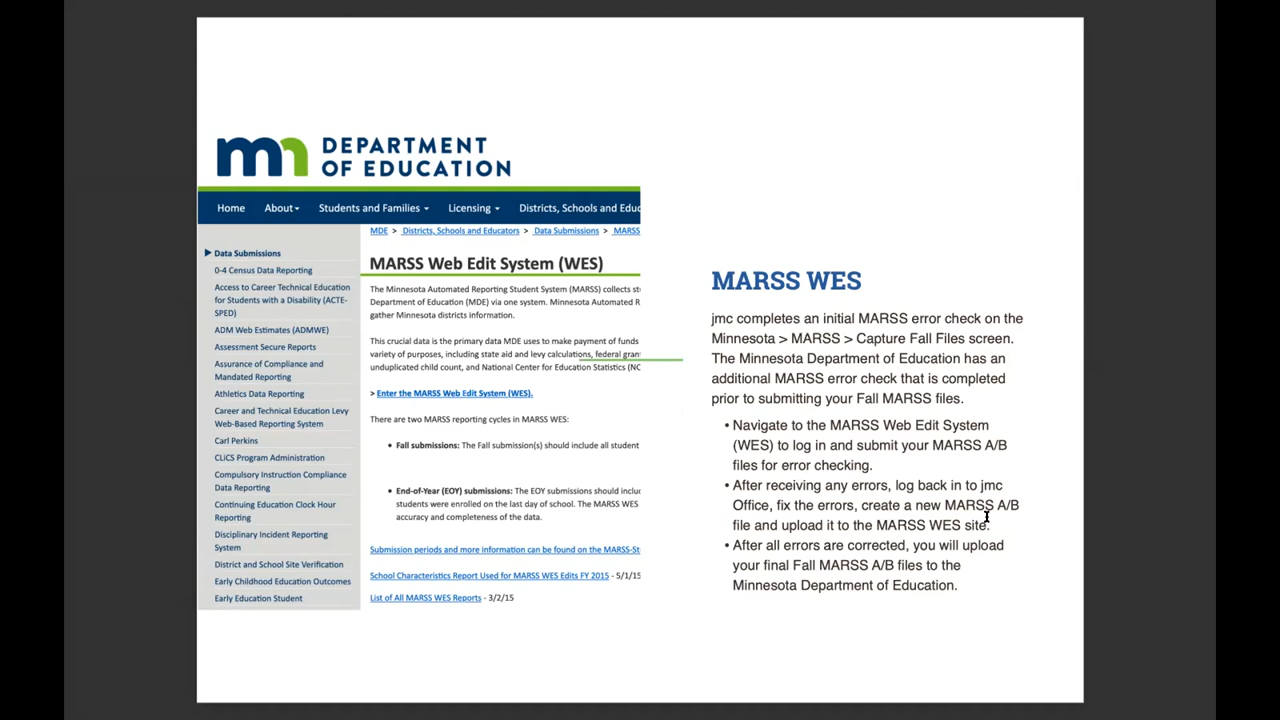 mn DEPARTMENT
OF EDUCATION
Home About Students and Families Licensing Districts, Schools and Educ
MDE > Districts, Schools and Educators > Data Submissions > MARSS
Data Submissions
0-4 Census Data Reporting
Access to Career Technical Education
for Students with a Disability (ACTE-
SPED)
ADM Web Estimates (ADMWE)
Assessment Secure Reports
Assurance of Compliance and
Mandated Reporting
Athletics Data Reporting
Career and Technical Education Levy
Web-Based Reporting System
Carl Perkins
CLiCS Program Administration
Compulsory Instruction Compliance
Data Reporting
Continuing Education Clock Hour
Reporting
Disciplinary Incident Reporting
System
District and School Site Verification
Early Childhood Education Outcomes
Early Education Student
MARSS Web Edit System (WES)
The Minnesota Automated Reporting Student System (MARSS) collects st
Department of Education (MDE) via one system. Minnesota Automated R
gather Minnesota districts information.
This crucial data is the primary data MDE uses to make payment of funds
variety of purposes, including state aid and levy calculations, federal gran
unduplicated child count, and National Center for Education Statistics (NC
> Enter the MARSS Web Edit System (WES).
There are two MARSS reporting cycles in MARSS WES:
• Fall submissions: The Fall submission(s) should include all student
• End-of-Year (EOY) submissions: The EOY submissions should inclu
students were enrolled on the last day of school. The MARSS WES
accuracy and completeness of the data.
Submission periods and more information can be found on the MARSS-St
School Characteristics Report Used for MARSS WES Edits FY 2015 - 5/1/15
List of All MARSS WES Reports - 3/2/15
MARSS WES
jmc completes an initial MARSS error check on the
Minnesota > MARSS > Capture Fall Files screen.
The Minnesota Department of Education has an
additional MARSS error check that is completed
prior to submitting your Fall MARSS files.
• Navigate to the MARSS Web Edit System
(WES) to log in and submit your MARSS A/B
files for error checking.
• After receiving any errors, log back in to jmc
Office, fix the errors, create a new MARSS A/B
file and upload it to the MARSS WES site.
• After all errors are corrected, you will upload
your final Fall MARSS A/B files to the
Minnesota Department of Education.